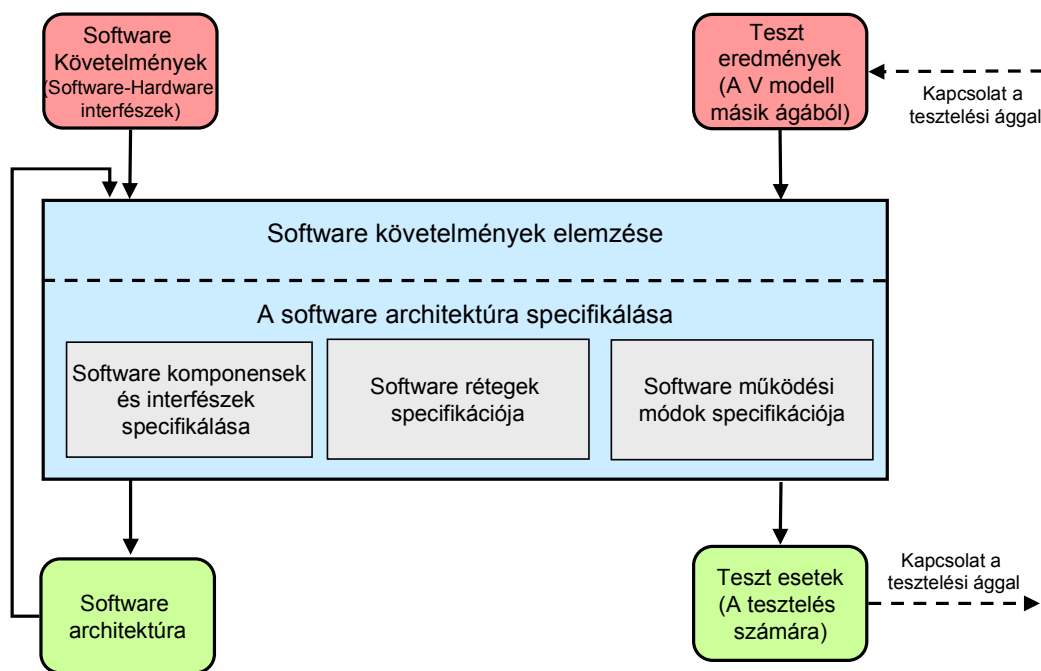 Software
Követelmények
(Software-Hardware
interfészek)
Teszt
eredmények
(A V modell
másik ágából)
Kapcsolat a
tesztelési ággal
Software követelmények elemzése
A software architektúra specifikálása
Software komponensek
és interfészek
specifikálása
Software rétegek
specifikációja
Software működési
módok specifikációja
Software
architektúra
Teszt esetek
(A tesztelés
számára)
Kapcsolat a
tesztelési ággal